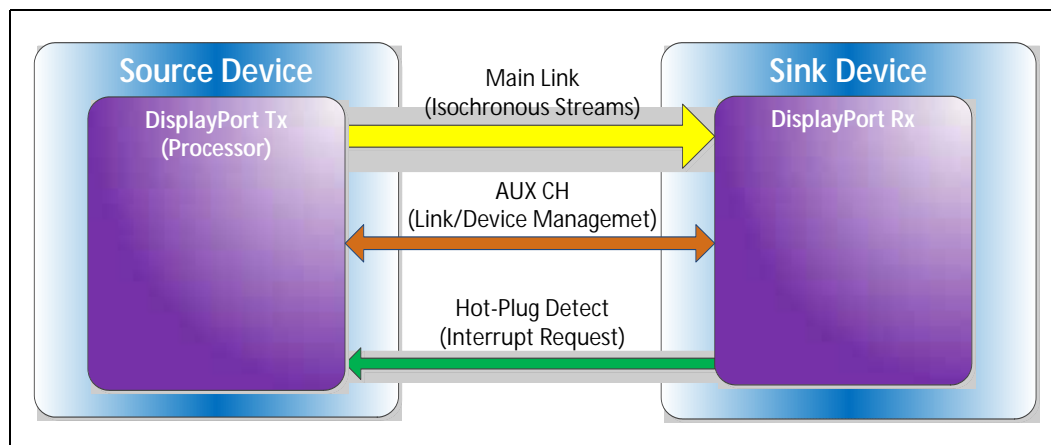 Source Device
DisplayPort Tx
(Processor)
Main Link
(Isochronous Streams)
AUX CH
(Link/Device Managemet)
Hot-Plug Detect
(Interrupt Request)
Sink Device
DisplayPort Rx